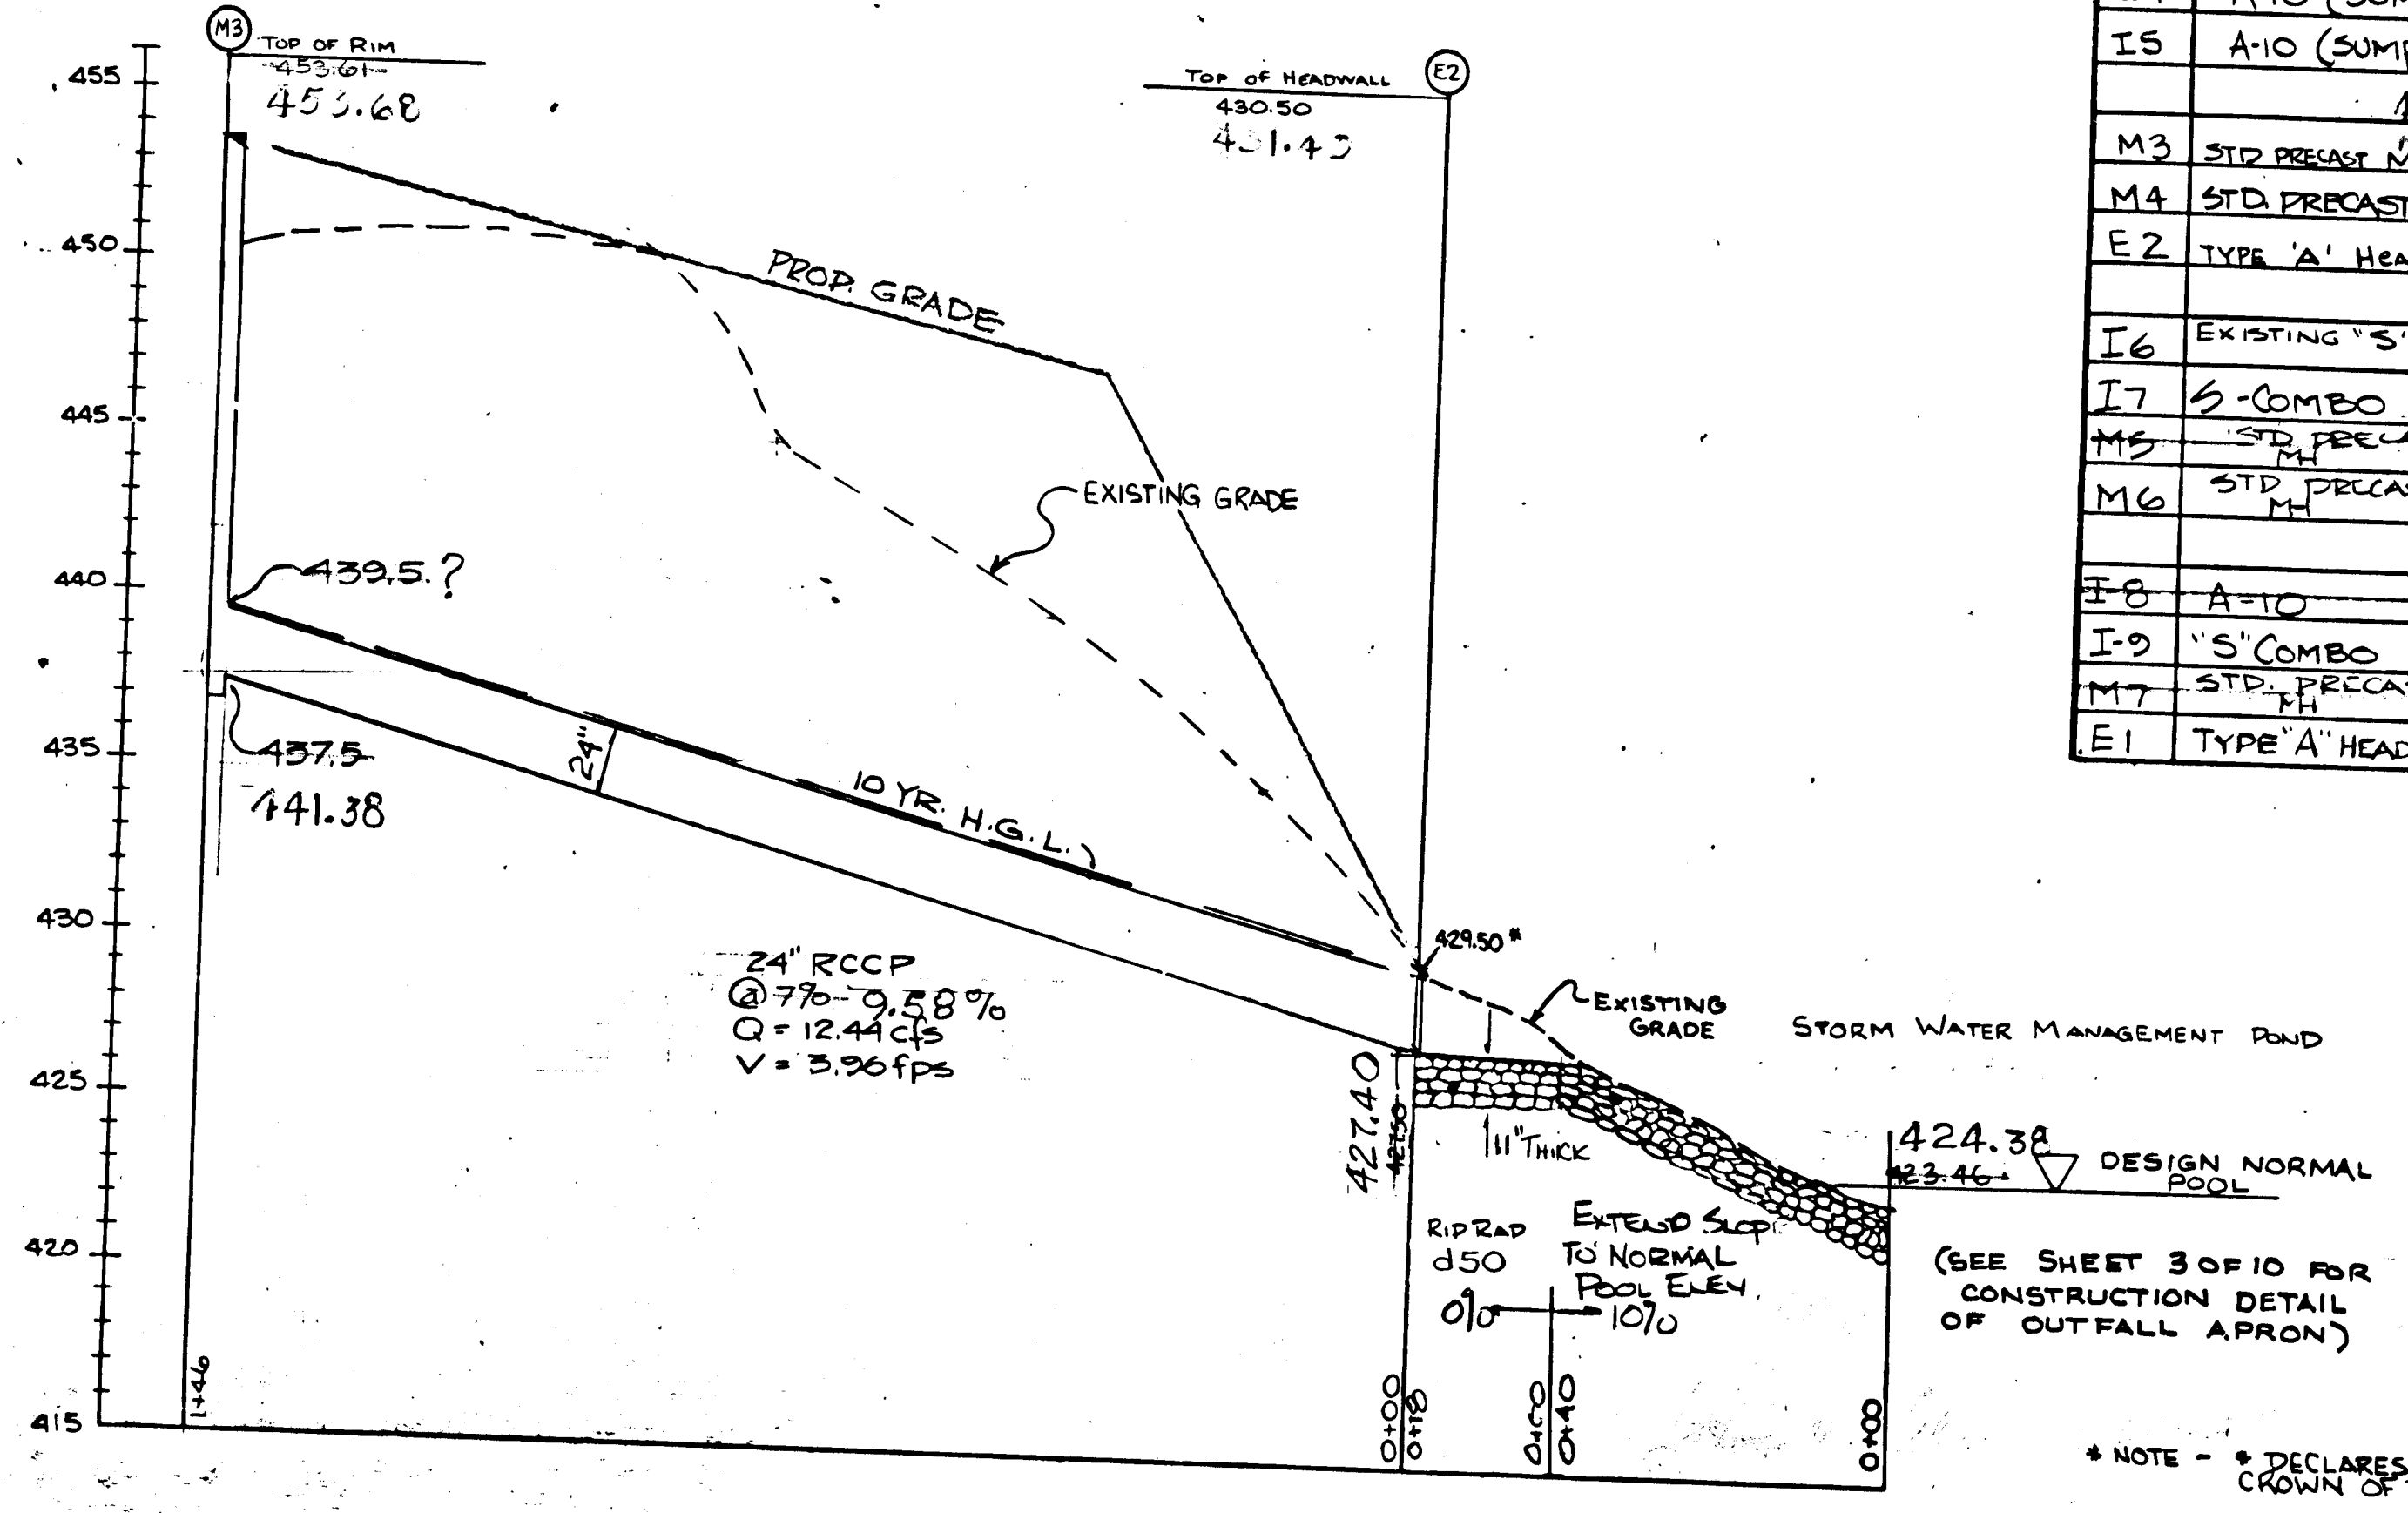 M3
TOP OF RIM
453.61
453.68
TOP OF HEADWALL
E2
430.50
431.43
455
450
445
440
435
430
425
420
415
PROP. GRADE
EXISTING GRADE
439.5.?
437.5
441.38
24"
10 YR. H.G.L.
24" RCCP
@ 7% 9.58%
Q = 12.44 cfs
V = 3.96 fps
429.50*
EXISTING
GRADE
STORM WATER MANAGEMENT POND
427.40
427.50
11" THICK
424.38
423.46
DESIGN NORMAL
POOL
RIP RAP
d50
0%
EXTEND SLOP
TO NORMAL
POOL ELEV.
10%
(SEE SHEET 3 OF 10 FOR
CONSTRUCTION DETAIL
OF OUTFALL APRON)
1+46
0+00
0+18
0+40
0+00
* NOTE - * DECLARES
CROWN OF
I5 A-10 (SUM
M3 STD PRECAST M
M4 STD. PRECAST
E2 TYPE 'A' HEA
I6 EXISTING "S"
I7 S-COMBO
M5 STD PRECA
MH
M6 STD PRECAS
MH
I-8 A-10
I-9 "S" COMBO
M7 STD. PRECA
MH
E1 TYPE "A" HEAD